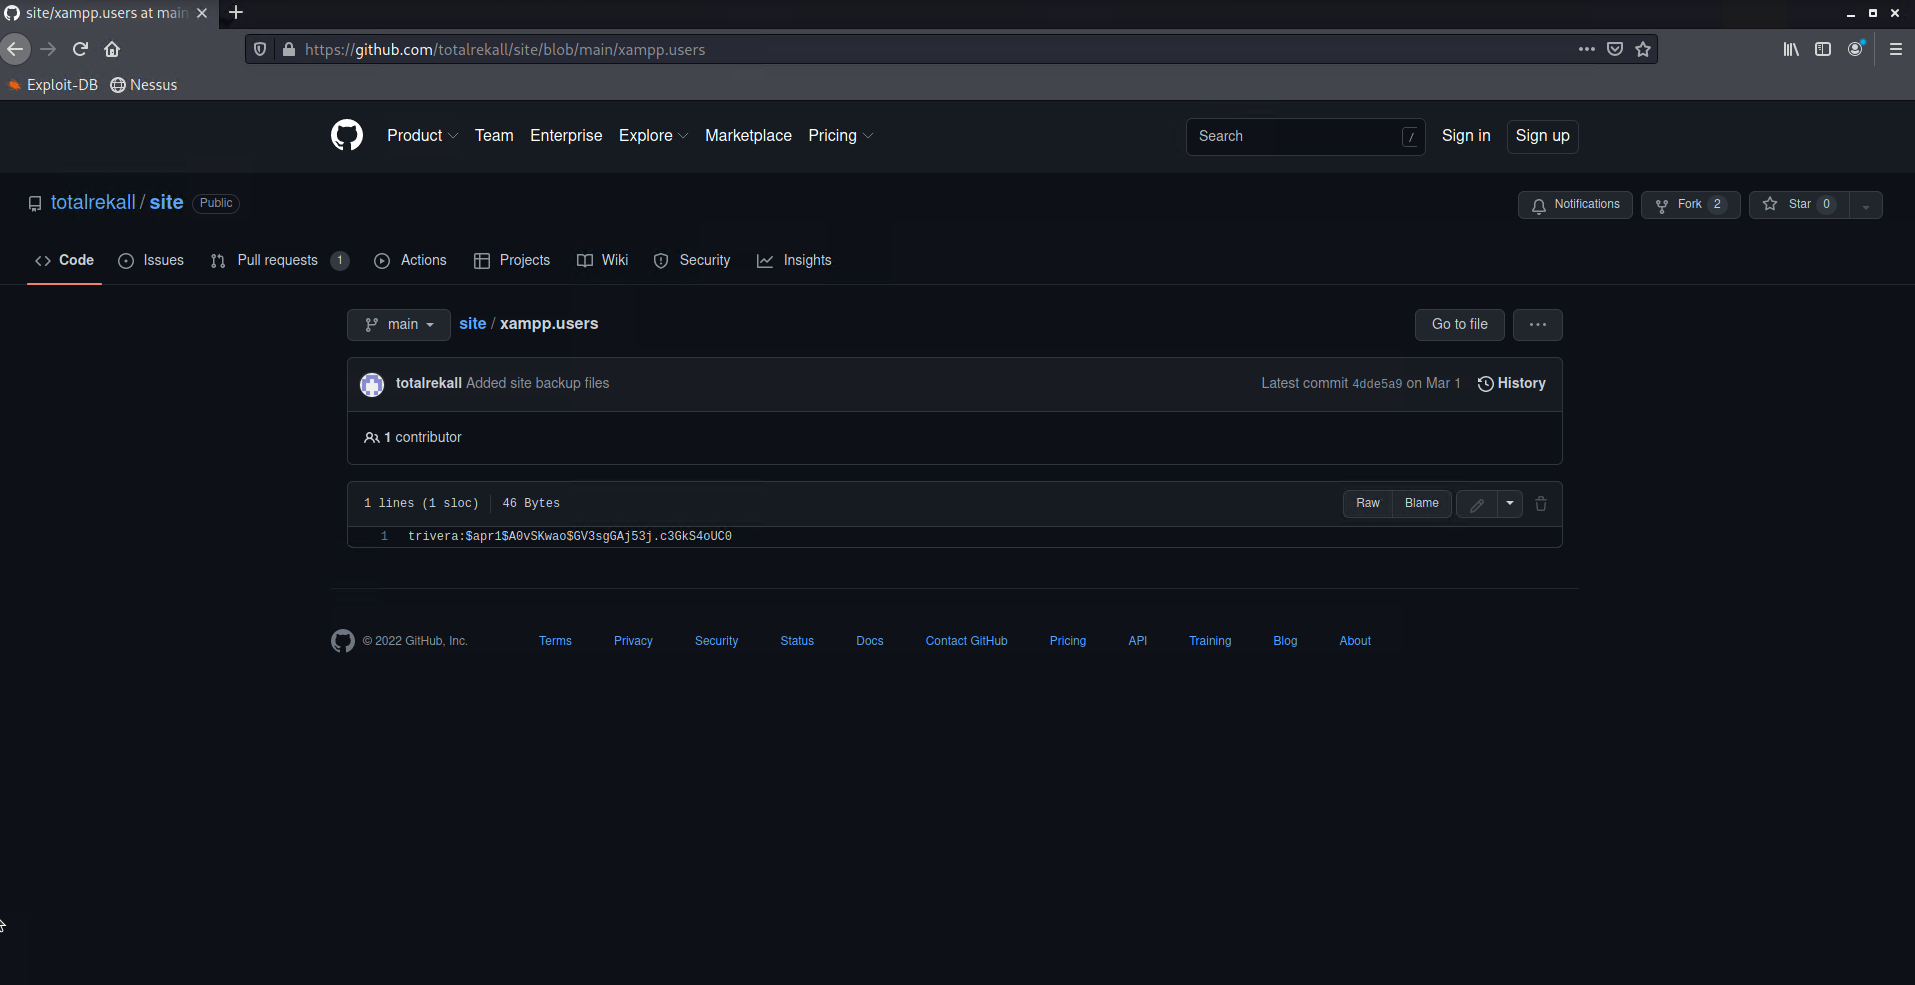 site/xampp.users at main
https://github.com/totalrekall/site/blob/main/xampp.users
Exploit-DB Nessus
Product Team Enterprise Explore Marketplace Pricing Search / Sign in Sign up
totalrekall / site Public Notifications Fork 2 Star 0
Code Issues Pull requests 1 Actions Projects Wiki Security Insights
main site / xampp.users Go to file
totalrekall Added site backup files Latest commit 4dde5a9 on Mar 1 History
1 contributor
1 lines (1 sloc) 46 Bytes Raw Blame
1 trivera:$apr1$A0vSKwao$GV3sgGAj53j.c3GkS4oUC0
© 2022 GitHub, Inc. Terms Privacy Security Status Docs Contact GitHub Pricing API Training Blog About